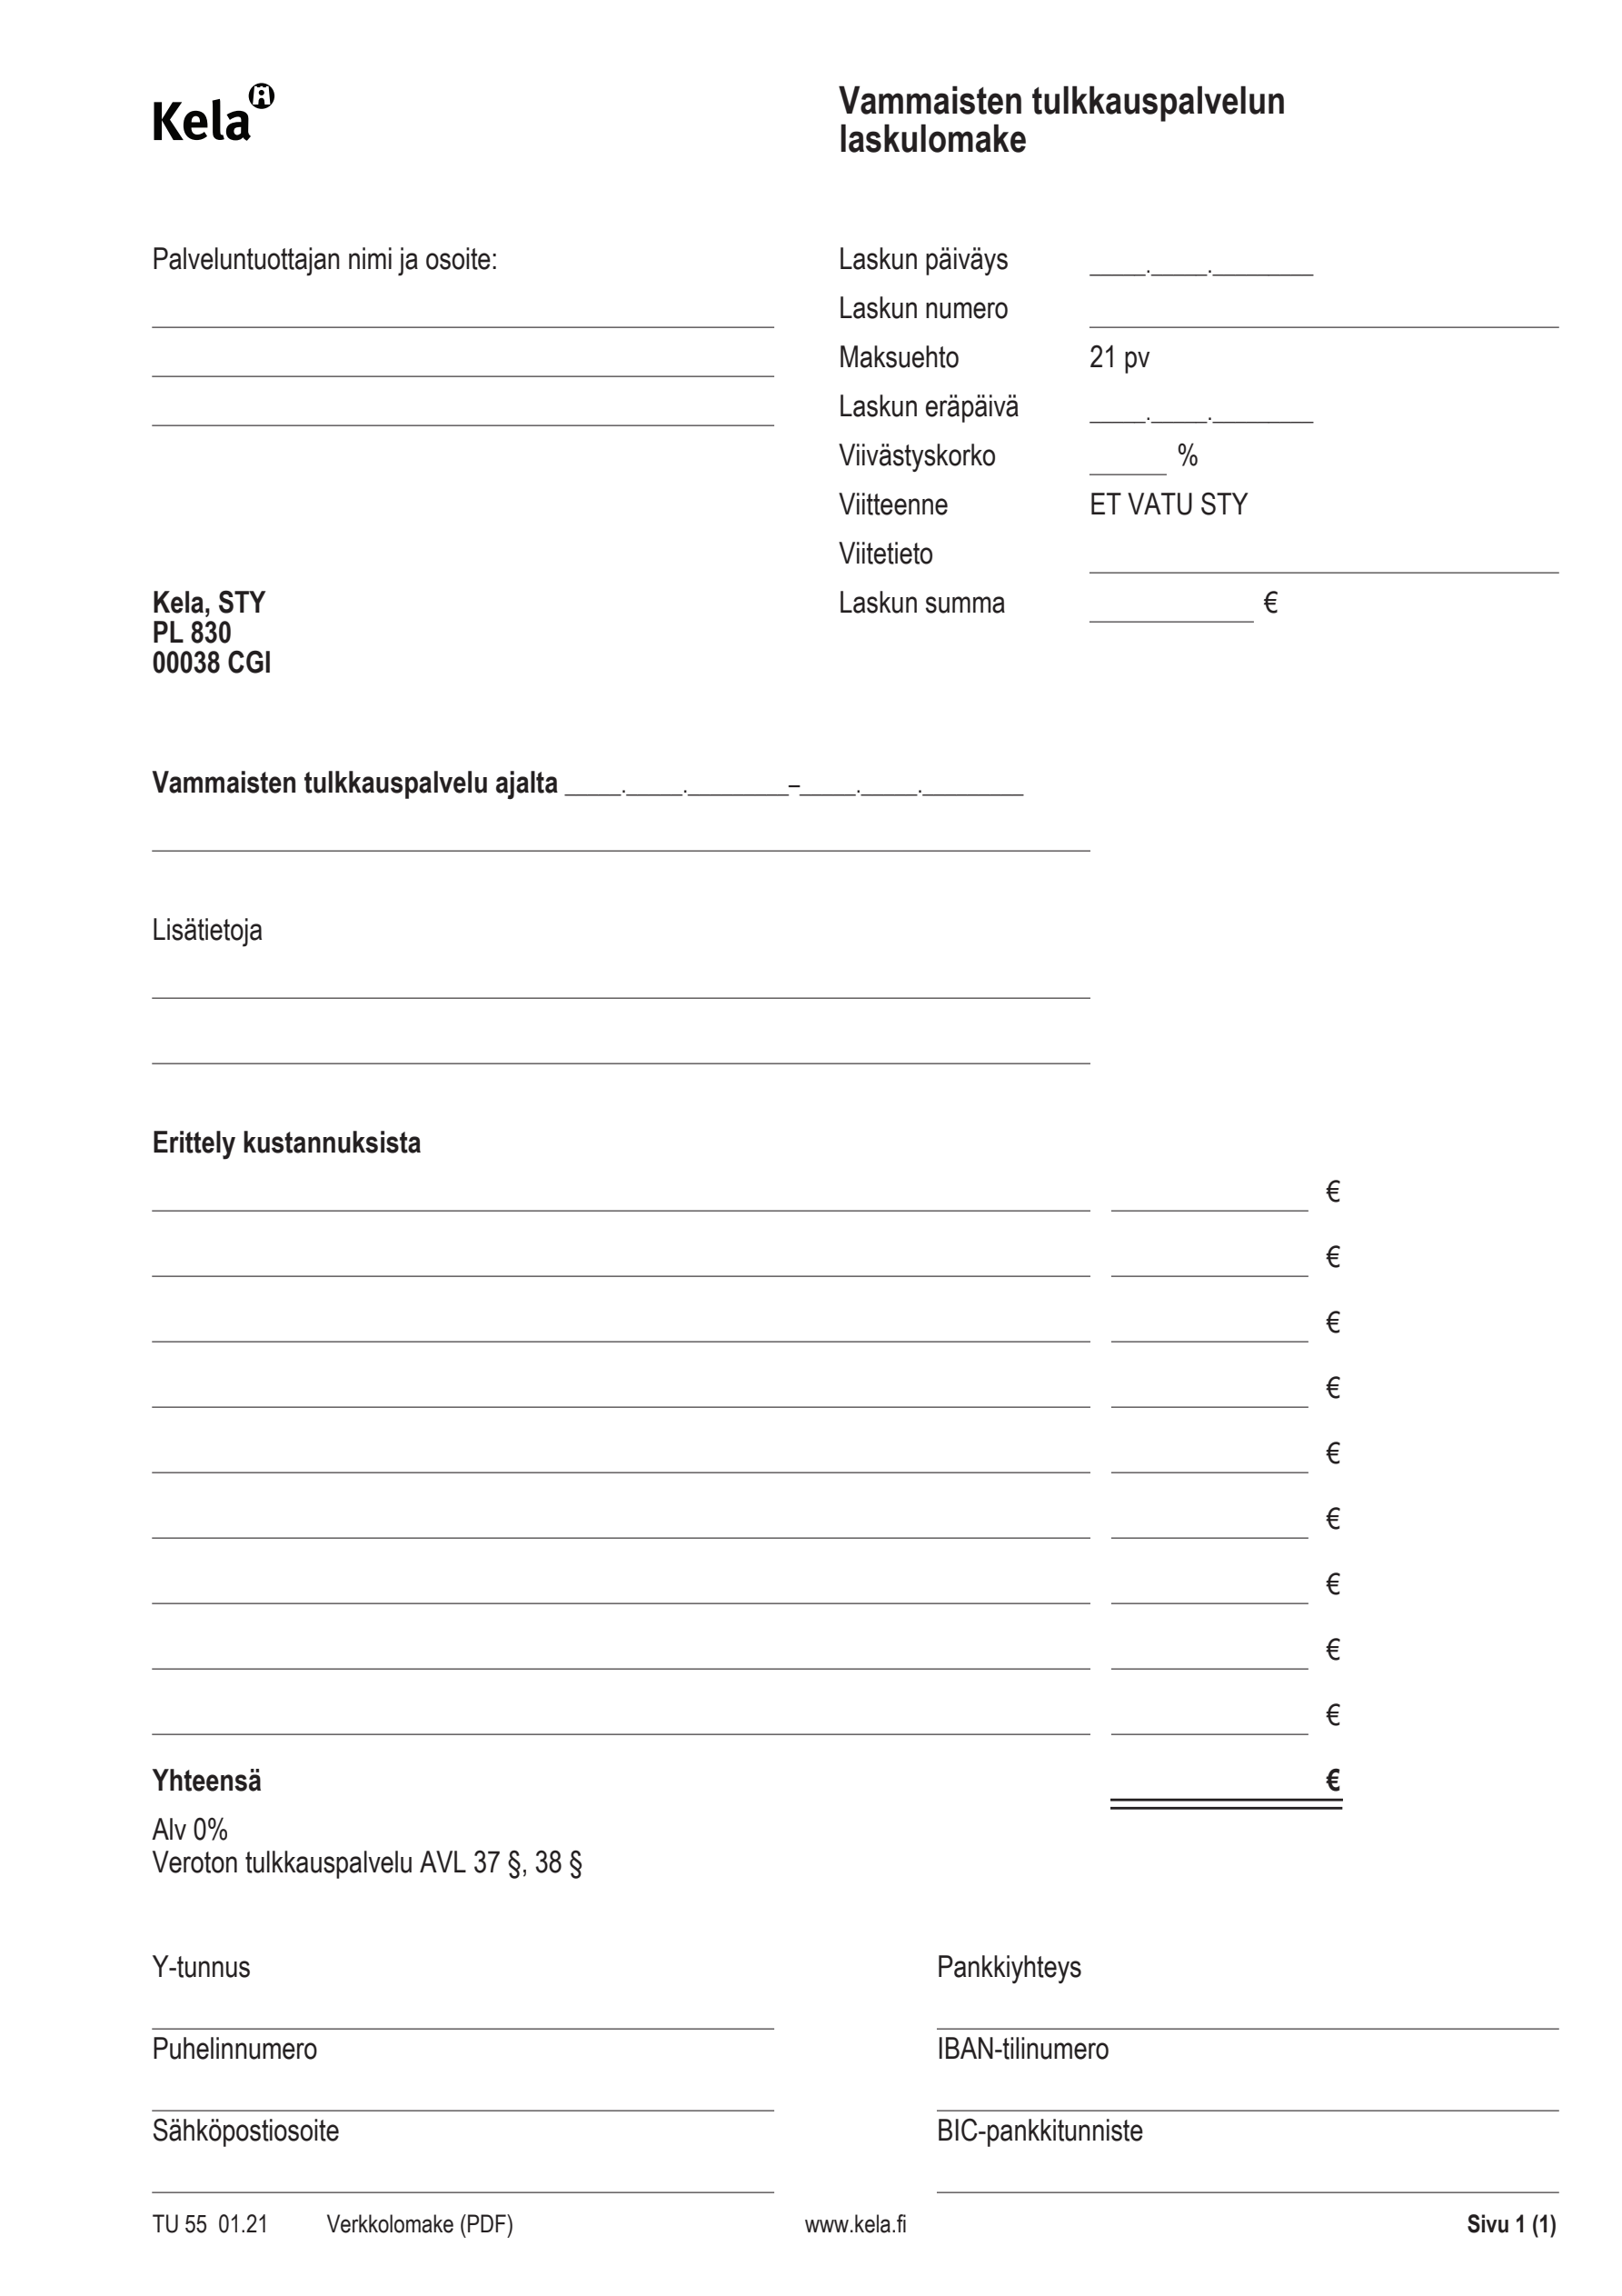 Kela
Vammaisten tulkkauspalvelun
laskulomake
Palveluntuottajan nimi ja osoite:
Laskun päiväys ____.____.________
Laskun numero
Maksuehto 21 pv
Laskun eräpäivä ____.____.________
Viivästyskorko ______ %
Viitteenne ET VATU STY
Viitetieto
Laskun summa ____________ €
Kela, STY
PL 830
00038 CGI
Vammaisten tulkkauspalvelu ajalta ____.____.________–____.____.________
Lisätietoja
Erittely kustannuksista
€
€
€
€
€
€
€
€
€
Yhteensä €
Alv 0%
Veroton tulkkauspalvelu AVL 37 §, 38 §
Y-tunnus
Pankkiyhteys
Puhelinnumero
IBAN-tilinumero
Sähköpostiosoite
BIC-pankkitunniste
TU 55 01.21 Verkkolomake (PDF) www.kela.fi Sivu 1 (1)